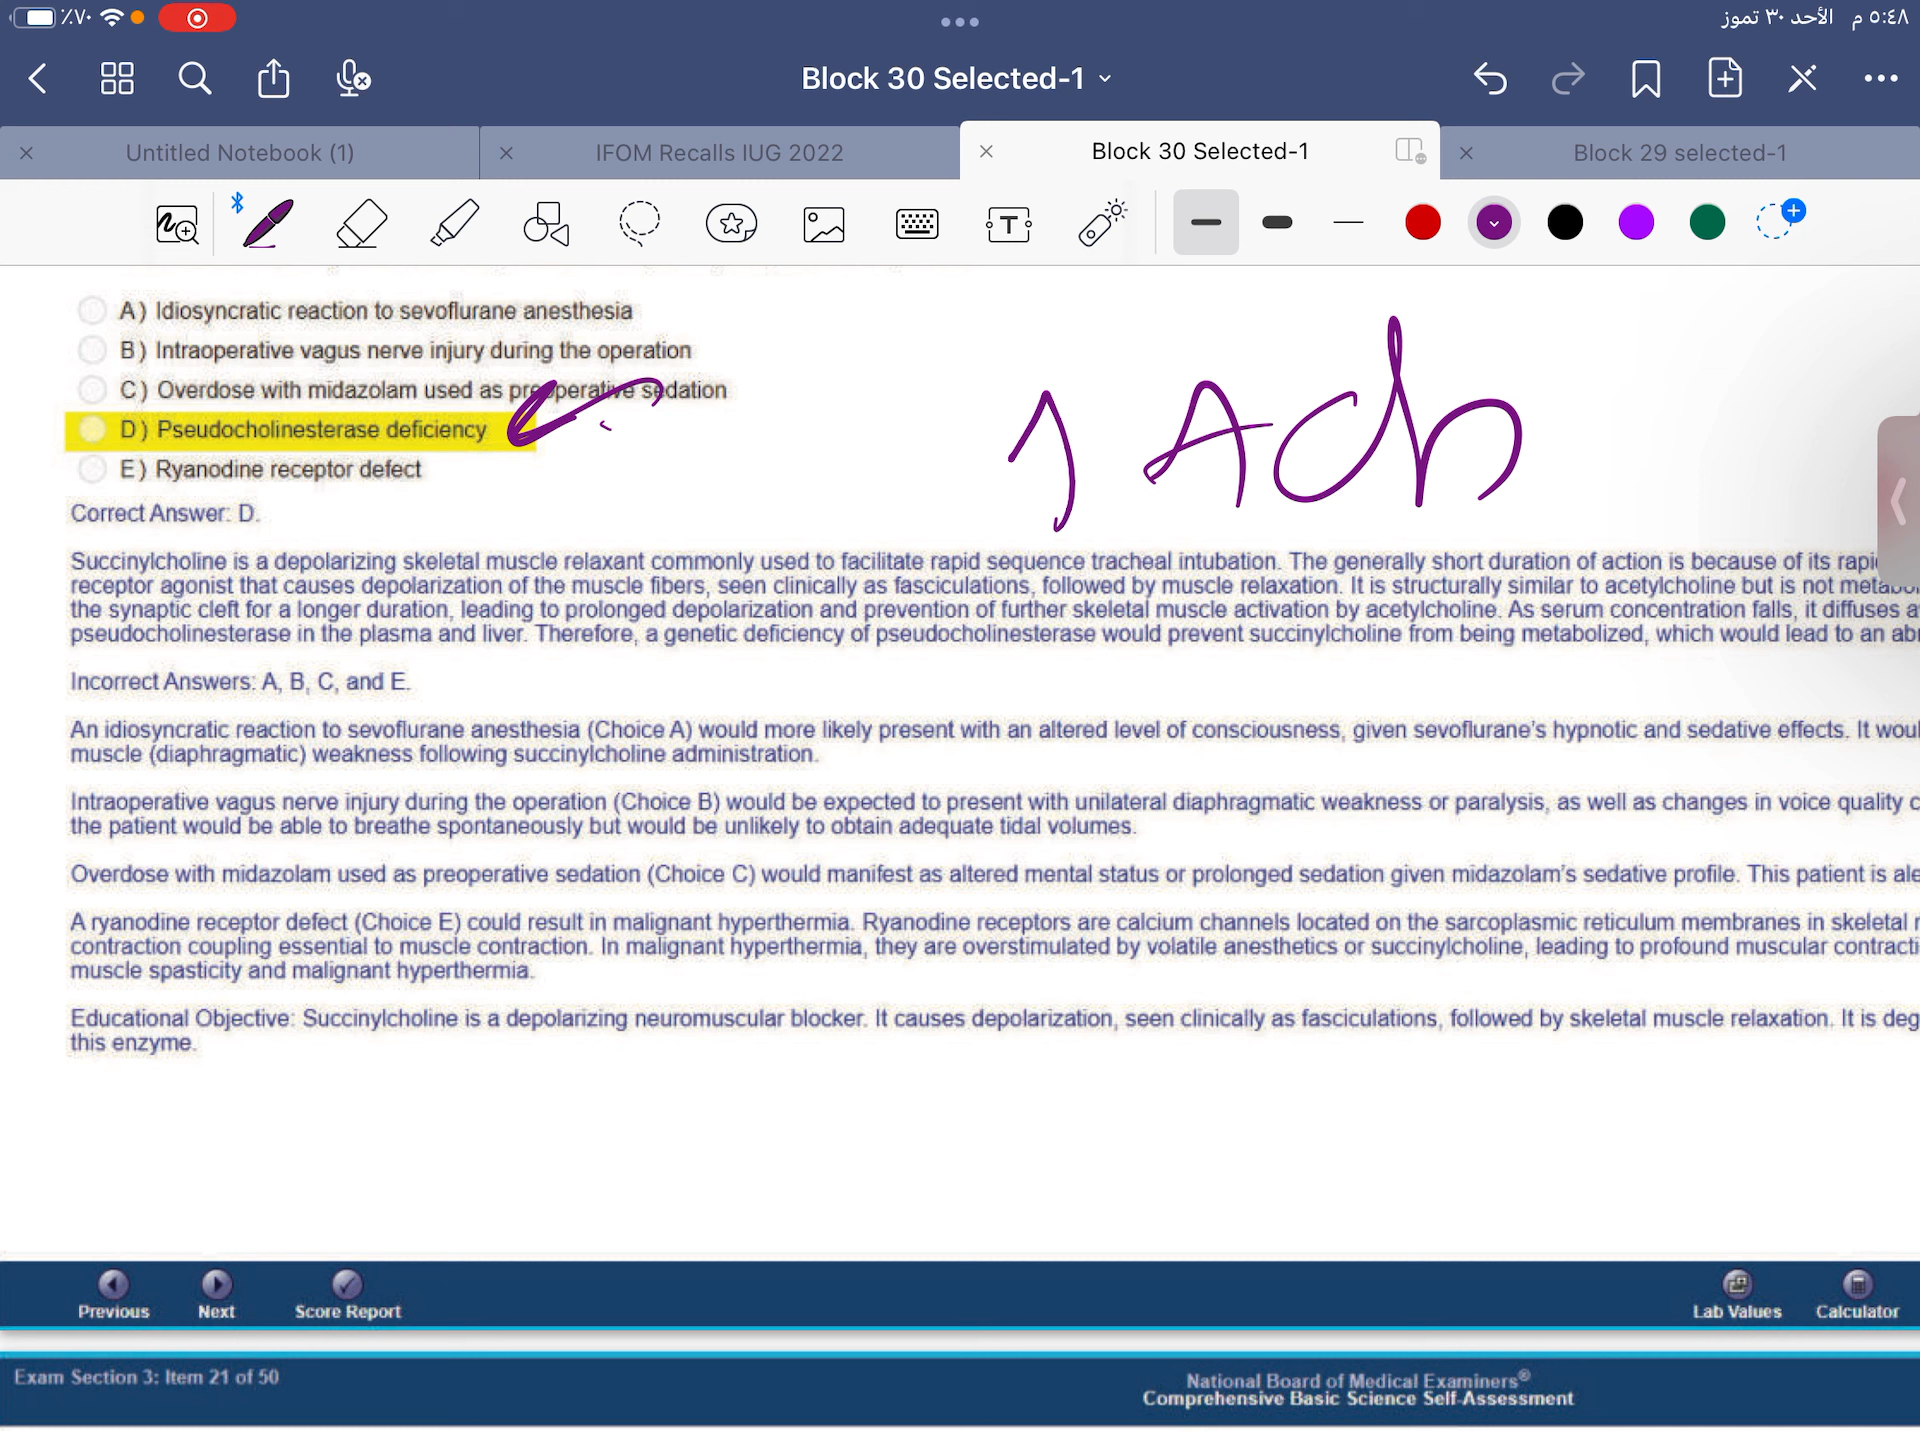 ٪٧٠
٥:٤٨ م الأحد ٣٠ تموز
Block 30 Selected-1
Untitled Notebook (1)
IFOM Recalls IUG 2022
Block 30 Selected-1
Block 29 selected-1
T
A) Idiosyncratic reaction to sevoflurane anesthesia
B) Intraoperative vagus nerve injury during the operation
C) Overdose with midazolam used as preoperative sedation
D) Pseudocholinesterase deficiency
E) Ryanodine receptor defect
ACh
Correct Answer: D.
Succinylcholine is a depolarizing skeletal muscle relaxant commonly used to facilitate rapid sequence tracheal intubation. The generally short duration of action is because of its
receptor agonist that causes depolarization of the muscle fibers, seen clinically as fasciculations, followed by muscle relaxation. It is structurally similar to acetylcholine but is not
the synaptic cleft for a longer duration, leading to prolonged depolarization and prevention of further skeletal muscle activation by acetylcholine. As serum concentration falls, it diffuses
pseudocholinesterase in the plasma and liver. Therefore, a genetic deficiency of pseudocholinesterase would prevent succinylcholine from being metabolized, which would lead to an
Incorrect Answers: A, B, C, and E.
An idiosyncratic reaction to sevoflurane anesthesia (Choice A) would more likely present with an altered level of consciousness, given sevoflurane's hypnotic and sedative effects. It
muscle (diaphragmatic) weakness following succinylcholine administration.
Intraoperative vagus nerve injury during the operation (Choice B) would be expected to present with unilateral diaphragmatic weakness or paralysis, as well as changes in voice quality
the patient would be able to breathe spontaneously but would be unlikely to obtain adequate tidal volumes.
Overdose with midazolam used as preoperative sedation (Choice C) would manifest as altered mental status or prolonged sedation given midazolam's sedative profile. This patient is
A ryanodine receptor defect (Choice E) could result in malignant hyperthermia. Ryanodine receptors are calcium channels located on the sarcoplasmic reticulum membranes in skeletal
contraction coupling essential to muscle contraction. In malignant hyperthermia, they are overstimulated by volatile anesthetics or succinylcholine, leading to profound muscular
muscle spasticity and malignant hyperthermia.
Educational Objective: Succinylcholine is a depolarizing neuromuscular blocker. It causes depolarization, seen clinically as fasciculations, followed by skeletal muscle relaxation. It is
this enzyme.
Previous
Next
Score Report
Lab Values
Calculator
Exam Section 3: Item 21 of 50
National Board of Medical Examiners®
Comprehensive Basic Science Self-Assessment